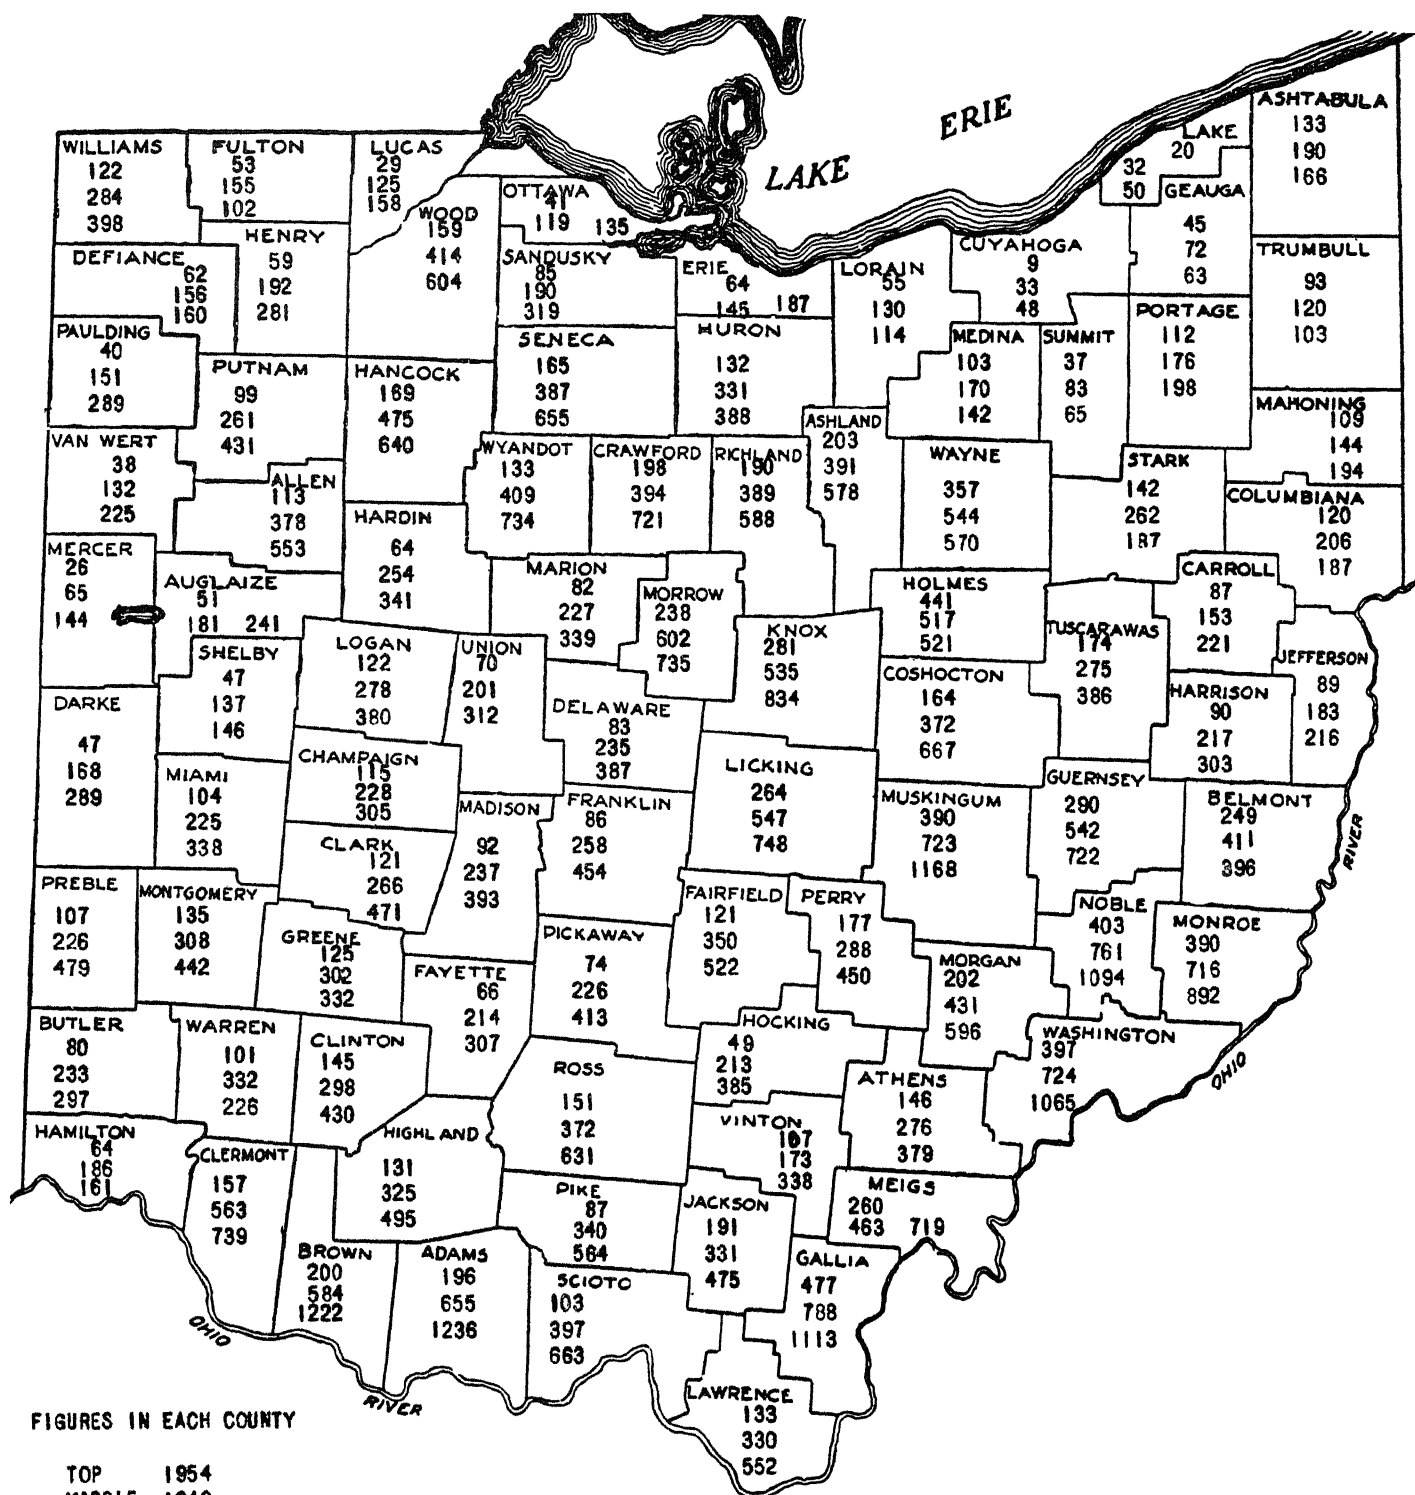 ERIE
LAKE
ASHTABULA
133
190
166
LAKE
20
32
50
GEAUGA
45
72
63
WILLIAMS
122
284
398
FULTON
53
155
102
LUCAS
29
125
158
WOOD
159
414
604
OTTAWA
41
119 135
HENRY
59
192
281
DEFIANCE
62
156
160
SANDUSKY
85
190
319
ERIE
64
145 187
LORAIN
55
130
114
CUYAHOGA
9
33
48
TRUMBULL
93
120
103
PAULDING
40
151
289
PUTNAM
99
261
431
HANCOCK
169
475
640
SENECA
165
387
655
HURON
132
331
388
MEDINA
103
170
142
SUMMIT
37
83
65
PORTAGE
112
176
198
MAHONING
109
144
194
VAN WERT
38
132
225
ALLEN
113
378
553
HARDIN
64
254
341
WYANDOT
133
409
734
CRAWFORD
198
394
721
RICHLAND
190
389
588
ASHLAND
203
391
578
WAYNE
357
544
570
STARK
142
262
187
COLUMBIANA
120
206
187
MERCER
26
65
144
AUGLAIZE
51
181 241
MARION
82
227
339
MORROW
238
602
735
HOLMES
441
517
521
TUSCARAWAS
174
275
386
CARROLL
87
153
221
JEFFERSON
89
183
216
SHELBY
47
137
146
LOGAN
122
278
380
UNION
70
201
312
KNOX
281
535
834
COSHOCTON
164
372
667
HARRISON
90
217
303
DARKE
47
168
289
MIAMI
104
225
338
CHAMPAIGN
115
228
305
DELAWARE
83
235
387
LICKING
264
547
748
MUSKINGUM
390
723
1168
GUERNSEY
290
542
722
BELMONT
249
411
396
RIVER
CLARK
121
266
471
MADISON
92
237
393
FRANKLIN
86
258
454
PREBLE
107
226
479
MONTGOMERY
135
308
442
GREENE
125
302
332
FAYETTE
66
214
307
PICKAWAY
74
226
413
FAIRFIELD
121
350
522
PERRY
177
288
450
MORGAN
202
431
596
NOBLE
403
761
1094
MONROE
390
716
892
BUTLER
80
233
297
WARREN
101
332
226
CLINTON
145
298
430
ROSS
151
372
631
HOCKING
49
213
385
ATHENS
146
276
379
WASHINGTON
397
724
1065
OHIO
HAMILTON
64
186
161
CLERMONT
157
563
739
HIGHLAND
131
325
495
PIKE
87
340
564
VINTON
107
173
338
MEIGS
260
463 719
JACKSON
191
331
475
BROWN
200
584
1222
ADAMS
196
655
1236
SCIOTO
103
397
663
GALLIA
477
788
1113
OHIO
RIVER
LAWRENCE
133
330
552
FIGURES IN EACH COUNTY
TOP 1954